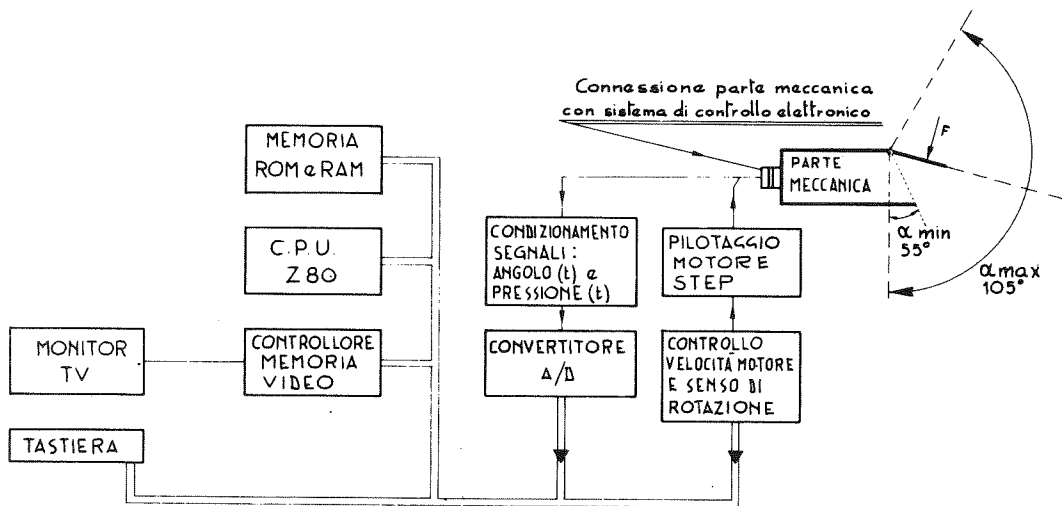 Connessione parte meccanica
con sistema di controllo elettronico
MEMORIA
ROM e RAM
C.P.U.
Z80
MONITOR
TV
CONTROLLORE
MEMORIA
VIDEO
TASTIERA
CONDIZIONAMENTO
SEGNALI:
ANGOLO (t) e
PRESSIONE (t)
CONVERTITORE
A/D
PILOTAGGIO
MOTORE
STEP
CONTROLLO
VELOCITÀ MOTORE
E SENSO DI
ROTAZIONE
PARTE
MECCANICA
F
α min
55°
α max
105°